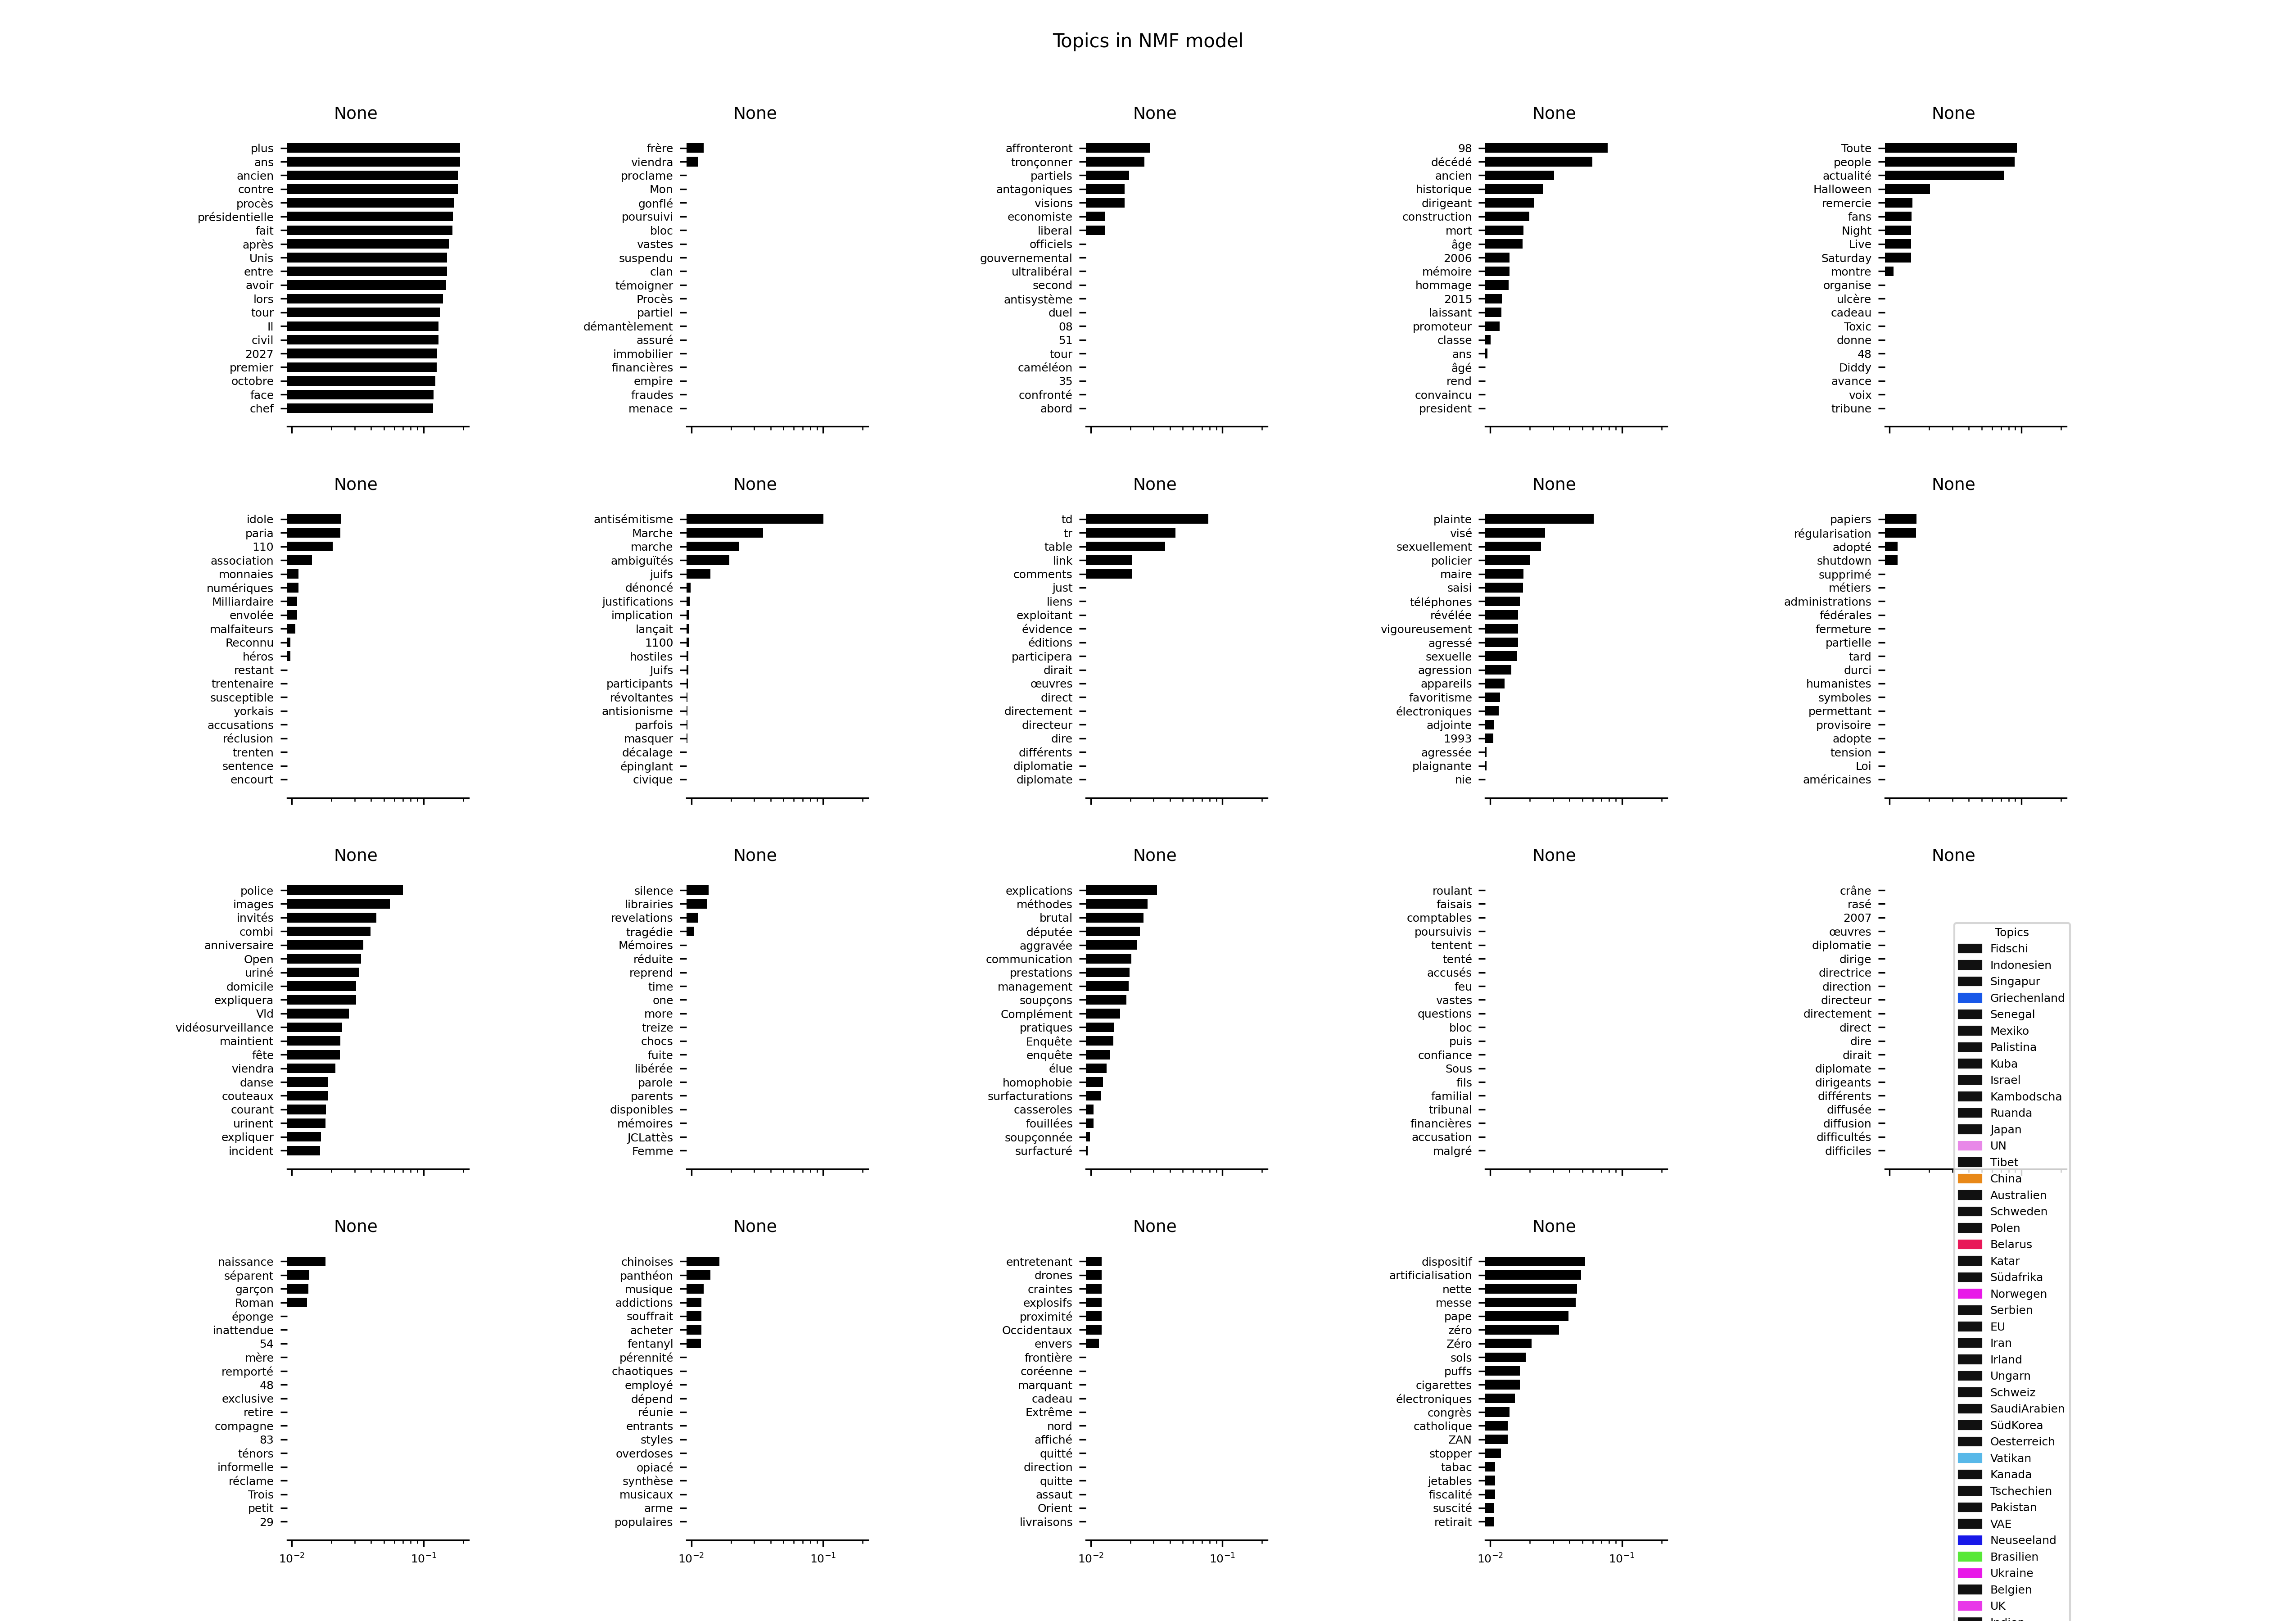 Topics in NMF model
None
plus
ans
ancien
contre
procès
présidentielle
fait
après
Unis
entre
avoir
lors
tour
Il
civil
2027
premier
octobre
face
chef
None
frère
viendra
proclame
Mon
gonflé
poursuivi
bloc
vastes
suspendu
clan
témoigner
Procès
partiel
démantèlement
assuré
immobilier
financières
empire
fraudes
menace
None
affronteront
tronçonner
partiels
antagoniques
visions
economiste
liberal
officiels
gouvernemental
ultralibéral
second
antisystème
duel
08
51
tour
caméléon
35
confronté
abord
None
98
décédé
ancien
historique
dirigeant
construction
mort
âge
2006
mémoire
hommage
2015
laissant
promoteur
classe
ans
âgé
rend
convaincu
president
None
Toute
people
actualité
Halloween
remercie
fans
Night
Live
Saturday
montre
organise
ulcère
cadeau
Toxic
donne
48
Diddy
avance
voix
tribune
None
idole
paria
110
association
monnaies
numériques
Milliardaire
envolée
malfaiteurs
Reconnu
héros
restant
trentenaire
susceptible
yorkais
accusations
réclusion
trenten
sentence
encourt
None
antisémitisme
Marche
marche
ambiguïtés
juifs
dénoncé
justifications
implication
lançait
1100
hostiles
Juifs
participants
révoltantes
antisionisme
parfois
masquer
décalage
épinglant
civique
None
td
tr
table
link
comments
just
liens
exploitant
évidence
éditions
participera
dirait
œuvres
direct
directement
directeur
dire
différents
diplomatie
diplomate
None
plainte
visé
sexuellement
policier
maire
saisi
téléphones
révélée
vigoureusement
agressé
sexuelle
agression
appareils
favoritisme
électroniques
adjointe
1993
agressée
plaignante
nie
None
papiers
régularisation
adopté
shutdown
supprimé
métiers
administrations
fédérales
fermeture
partielle
tard
durci
humanistes
symboles
permettant
provisoire
adopte
tension
Loi
américaines
None
police
images
invités
combi
anniversaire
Open
uriné
domicile
expliquera
Vld
vidéosurveillance
maintient
fête
viendra
danse
couteaux
courant
urinent
expliquer
incident
None
silence
librairies
revelations
tragédie
Mémoires
réduite
reprend
time
one
more
treize
chocs
fuite
libérée
parole
parents
disponibles
mémoires
JCLattès
Femme
None
explications
méthodes
brutal
députée
aggravée
communication
prestations
management
soupçons
Complément
pratiques
Enquête
enquête
élue
homophobie
surfacturations
casseroles
fouillées
soupçonnée
surfacturé
None
roulant
faisais
comptables
poursuivis
tentent
tenté
accusés
feu
vastes
questions
bloc
puis
confiance
Sous
fils
familial
tribunal
financières
accusation
malgré
None
crâne
rasé
2007
œuvres
diplomatie
dirige
directrice
direction
directeur
directement
direct
dire
dirait
diplomate
dirigeants
différents
diffusée
diffusion
difficultés
difficiles
None
naissance
séparent
garçon
Roman
éponge
inattendue
54
mère
remporté
48
exclusive
retire
compagne
83
ténors
informelle
réclame
Trois
petit
29
10⁻² 10⁻¹
None
chinoises
panthéon
musique
addictions
souffrait
acheter
fentanyl
pérennité
chaotiques
employé
dépend
réunie
entrants
styles
overdoses
opiacé
synthèse
musicaux
arme
populaires
10⁻² 10⁻¹
None
entretenant
drones
craintes
explosifs
proximité
Occidentaux
envers
frontière
coréenne
marquant
cadeau
Extrême
nord
affiché
quitté
direction
quitte
assaut
Orient
livraisons
10⁻² 10⁻¹
None
dispositif
artificialisation
nette
messe
pape
zéro
Zéro
sols
puffs
cigarettes
électroniques
congrès
catholique
ZAN
stopper
tabac
jetables
fiscalité
suscité
retirait
10⁻² 10⁻¹
Topics
Fidschi
Indonesien
Singapur
Griechenland
Senegal
Mexiko
Palistina
Kuba
Israel
Kambodscha
Ruanda
Japan
UN
Tibet
China
Australien
Schweden
Polen
Belarus
Katar
Südafrika
Norwegen
Serbien
EU
Iran
Irland
Ungarn
Schweiz
SaudiArabien
SüdKorea
Oesterreich
Vatikan
Kanada
Tschechien
Pakistan
VAE
Neuseeland
Brasilien
Ukraine
Belgien
UK